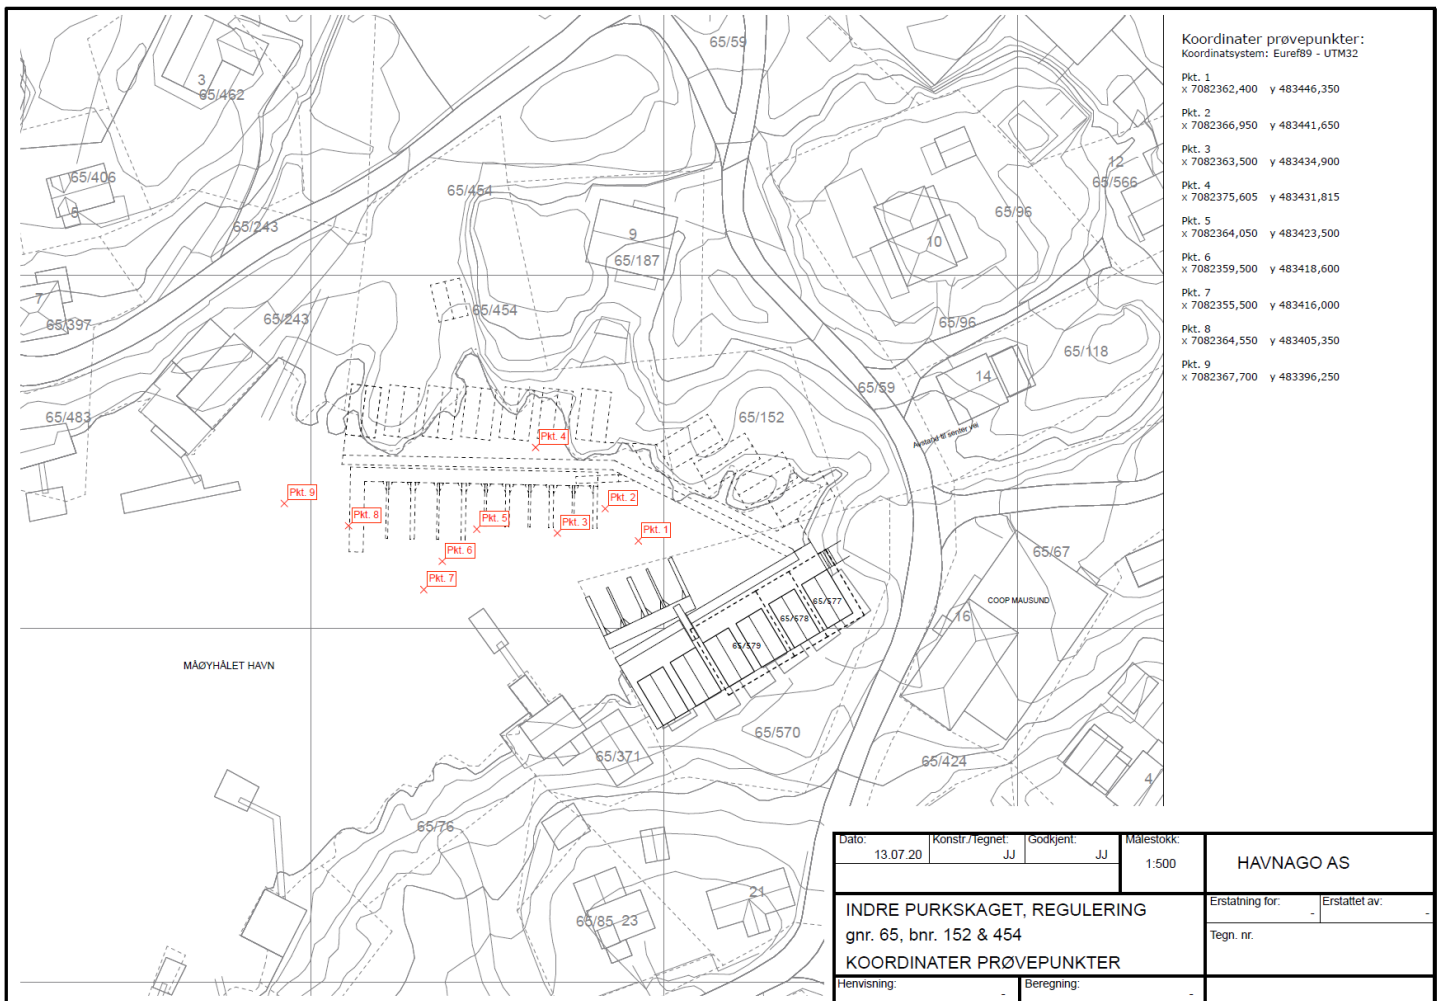 Koordinater prøvepunkter:
Koordinatsystem: Euref89 - UTM32
Pkt. 1
x 7082362,400 y 483446,350
Pkt. 2
x 7082366,950 y 483441,650
Pkt. 3
x 7082363,500 y 483434,900
Pkt. 4
x 7082375,605 y 483431,815
Pkt. 5
x 7082364,050 y 483423,500
Pkt. 6
x 7082359,500 y 483418,600
Pkt. 7
x 7082355,500 y 483416,000
Pkt. 8
x 7082364,550 y 483405,350
Pkt. 9
x 7082367,700 y 483396,250
65/59
3
65/462
12
65/566
65/406
5
65/454
65/96
65/243
9
65/187
10
7
65/397
65/243
65/454
65/96
65/118
14
65/59
65/483
65/152
Avstand til senter vei
Pkt. 4
Pkt. 9
Pkt. 8
Pkt. 5
Pkt. 3
Pkt. 2
Pkt. 1
Pkt. 6
Pkt. 7
65/67
COOP MAUSUND
16
65/577
65/578
65/579
MÅØYHÅLET HAVN
65/570
65/371
65/424
4
65/76
65/85
23
21
Dato:
13.07.20
Konstr./Tegnet:
JJ
Godkjent:
JJ
Målestokk:
1:500
HAVNAGO AS
INDRE PURKSKAGET, REGULERING
gnr. 65, bnr. 152 & 454
KOORDINATER PRØVEPUNKTER
Erstatning for:
-
Erstattet av:
-
Tegn. nr.
Henvisning:
-
Beregning:
-